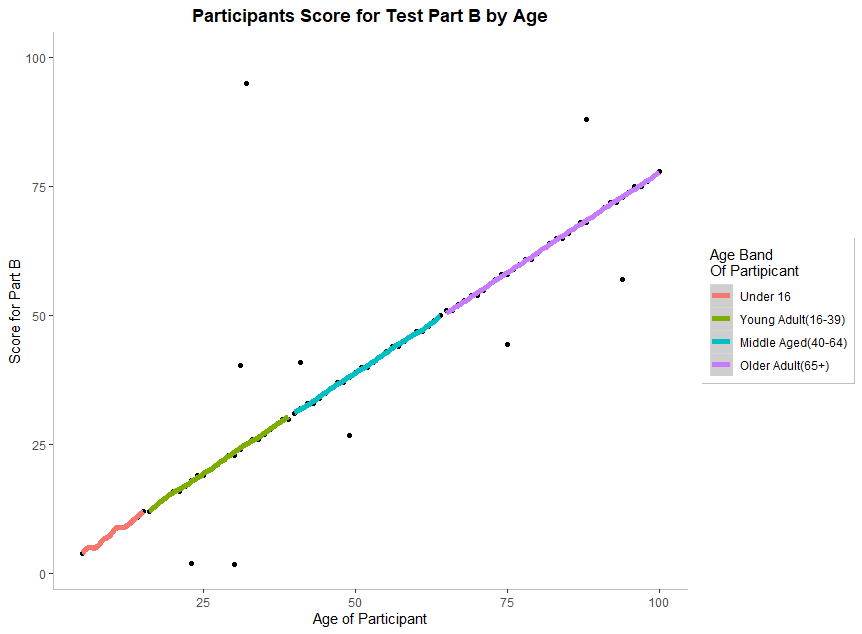 Participants Score for Test Part B by Age
100
75
50
25
0
Score for Part B
25
50
75
100
Age of Participant
Age Band
Of Partipicant
Under 16
Young Adult(16-39)
Middle Aged(40-64)
Older Adult(65+)